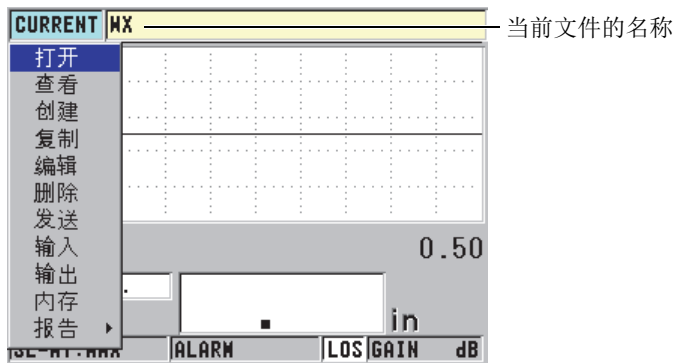 CURRENT MX 当前文件的名称
打开
查看
创建
复制
编辑
删除
发送
输入
0.50
输出
内存
报告
in
ALARM LOS GAIN dB